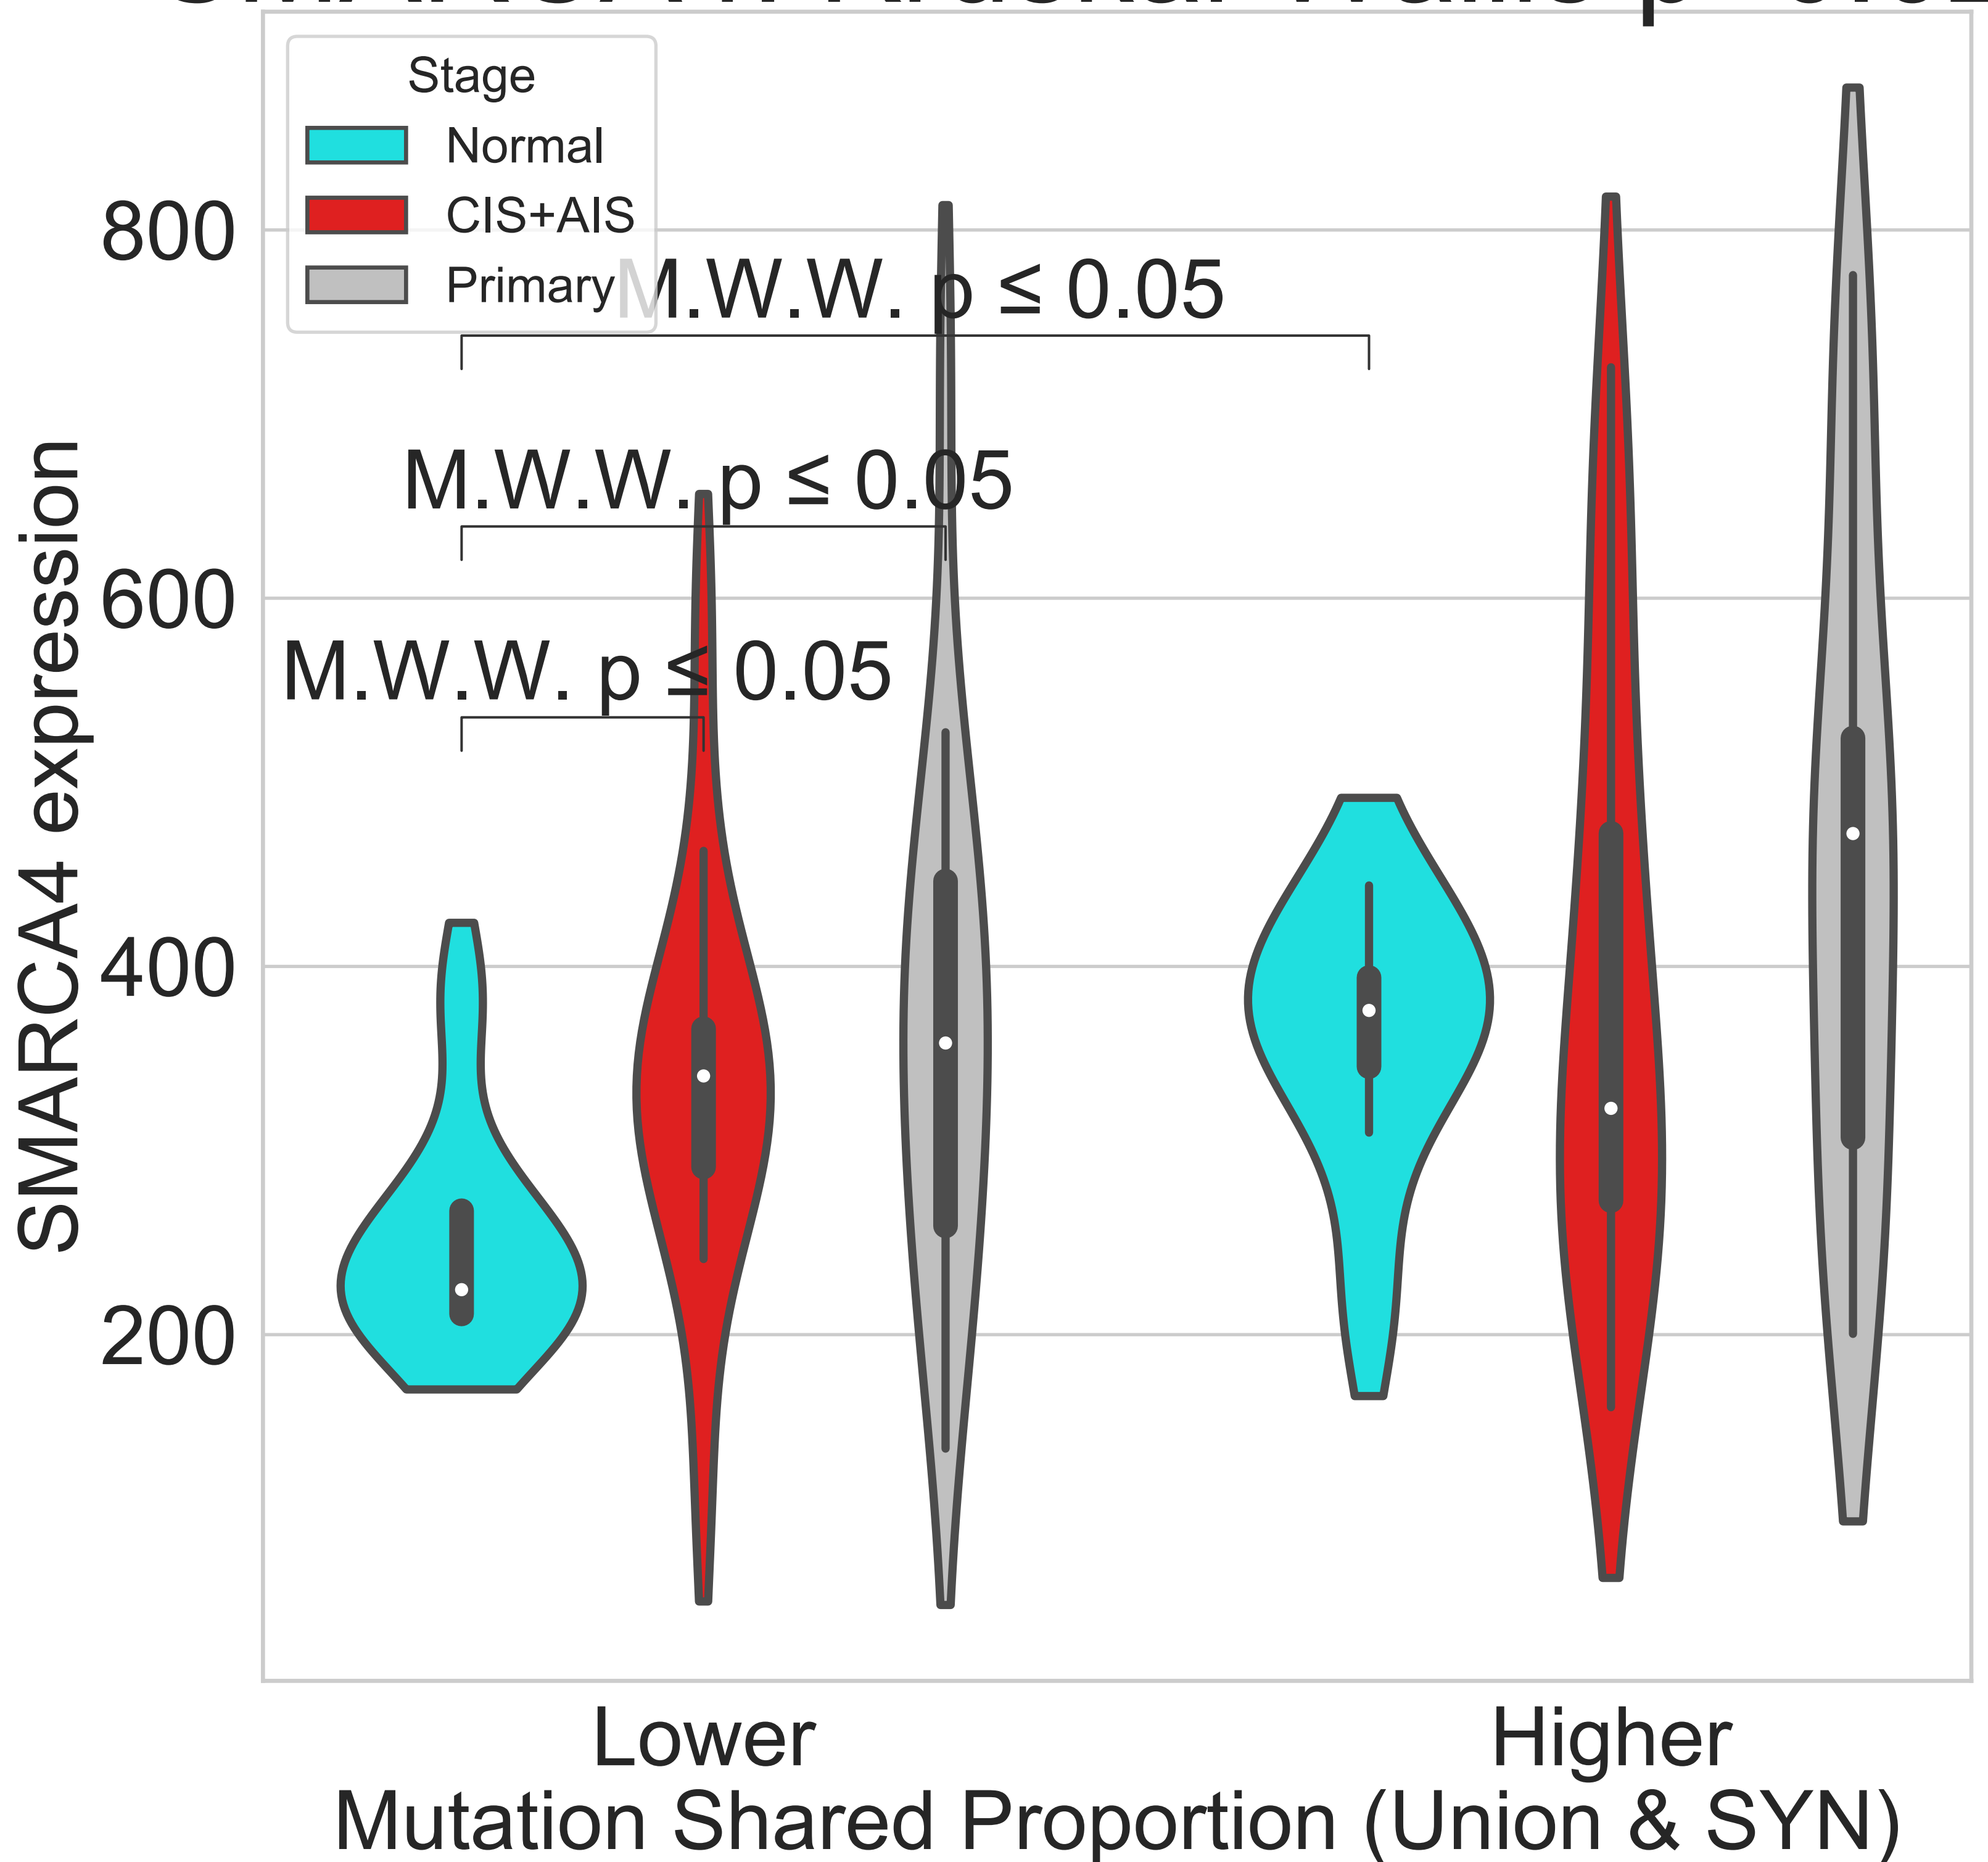 Stage
Normal
CIS+AIS
Primary
M.W.W. p ≤ 0.05
M.W.W. p ≤ 0.05
M.W.W. p ≤ 0.05
800
600
400
200
SMARCA4 expression
Lower
Higher
Mutation Shared Proportion (Union & SYN)